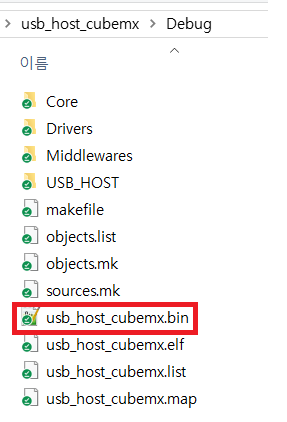 usb_host_cubemx > Debug
이름
Core
Drivers
Middlewares
USB_HOST
makefile
objects.list
objects.mk
sources.mk
usb_host_cubemx.bin
usb_host_cubemx.elf
usb_host_cubemx.list
usb_host_cubemx.map